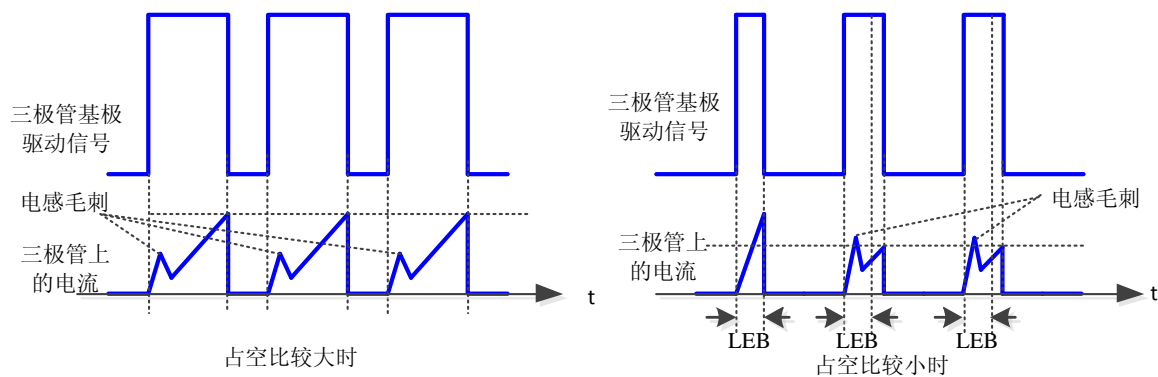 三极管基极
驱动信号
电感毛刺
三极管上
的电流
t
占空比较大时
三极管基极
驱动信号
电感毛刺
三极管上
的电流
t
LEB
LEB
LEB
占空比较小时